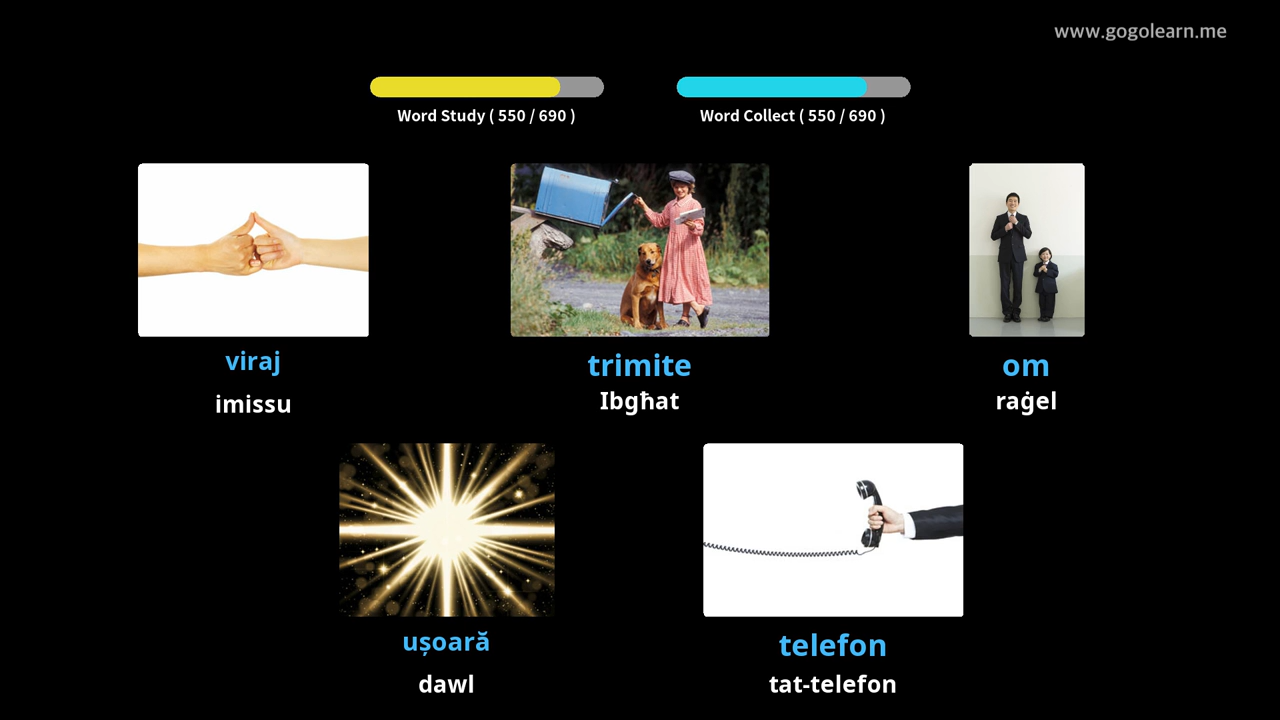 www.gogolearn.me
Word Study ( 550 / 690 )
Word Collect ( 550 / 690 )
viraj
imissu
trimite
Ibgħat
om
raġel
ușoară
dawl
telefon
tat-telefon